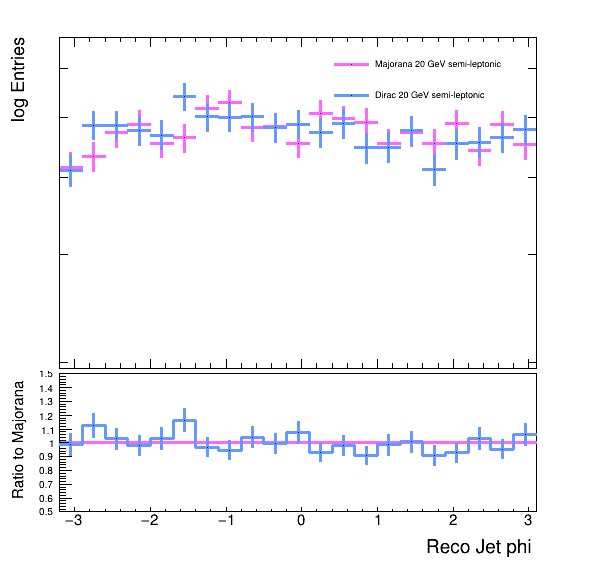 log Entries
Majorana 20 GeV semi-leptonic
Dirac 20 GeV semi-leptonic
Ratio to Majorana
1.5
1.4
1.3
1.2
1.1
1
0.9
0.8
0.7
0.6
0.5
−3 −2 −1 0 1 2 3
Reco Jet phi